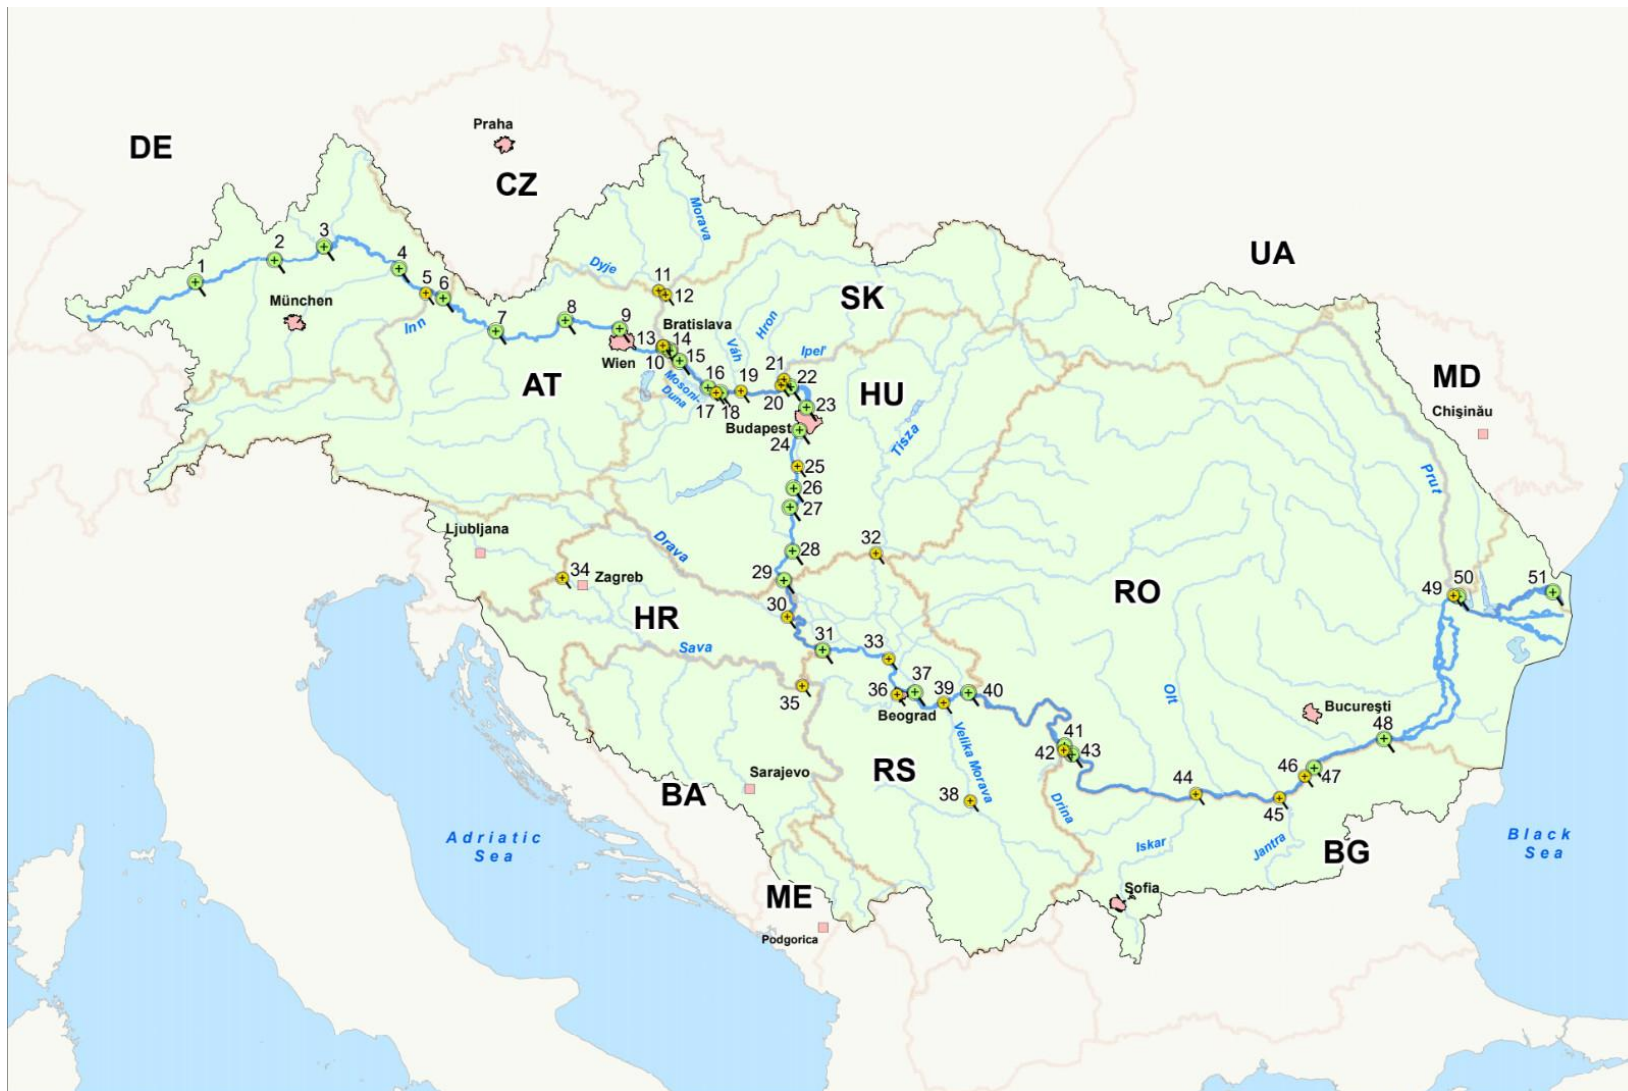 Praha
DE
CZ
Morava
3
2
UA
4
1
Dyje
11
5
6
12
SK
München
8
Hron
Inn
7
9
Bratislava
13
14
Váh
Ipeľ
Wien
10
15
21
MD
AT
16
19
22
HU
Mosoni-
Duna
20
Chişinău
17
18
23
Budapest
24
Tisza
25
Prut
26
27
Ljubljana
Drava
28
32
34
Zagreb
29
49
50
51
RO
HR
30
Sava
31
33
35
36
37
39
40
Olt
Beograd
Bucureşti
41
48
42
43
Velika Morava
RS
Sarajevo
44
46
47
BA
38
Drina
45
Adriatic
Sea
Iskar
Jantra
BG
Black
Sea
Sofia
ME
Podgorica